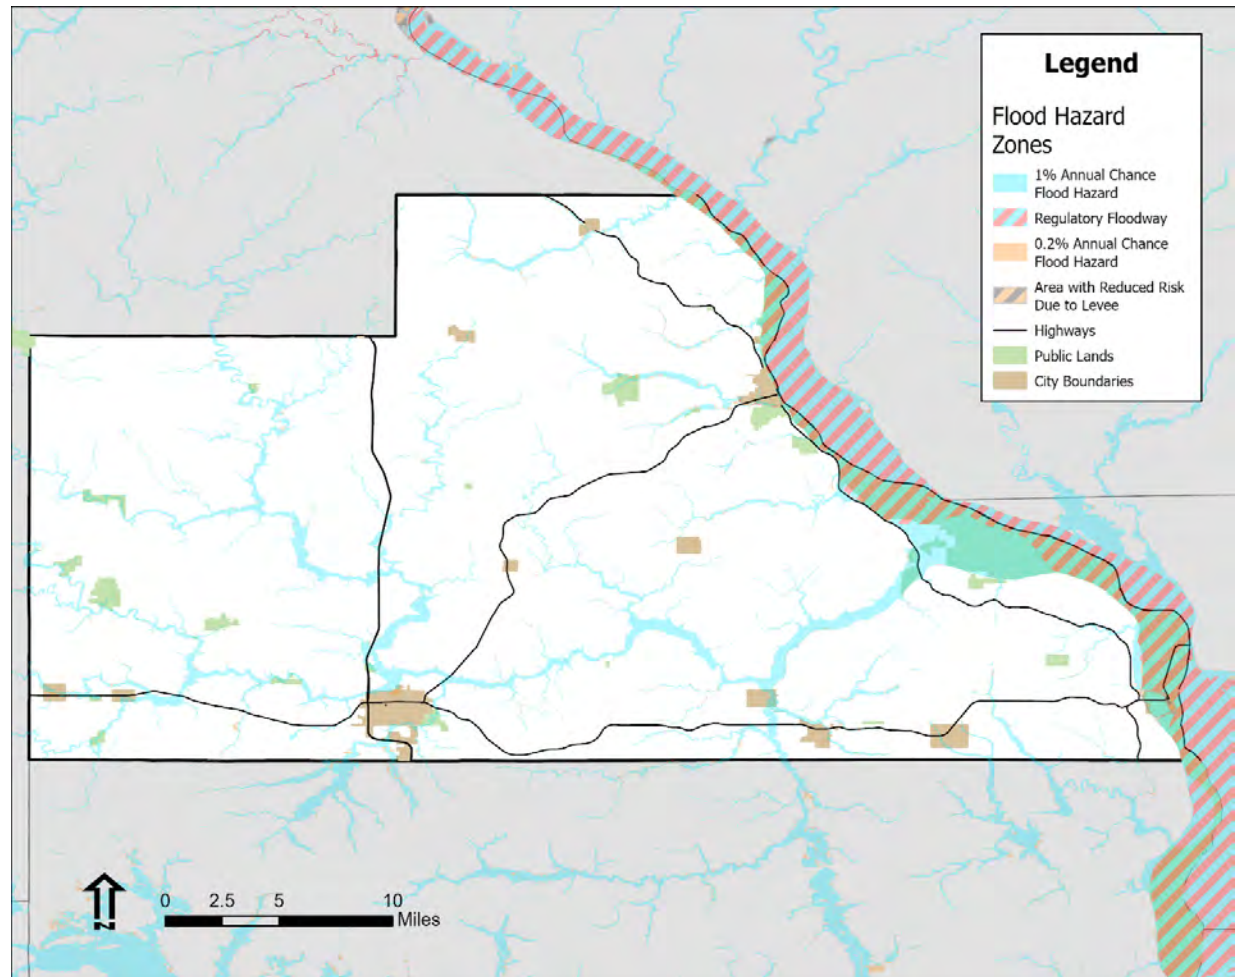 Legend
Flood Hazard
Zones
1% Annual Chance
Flood Hazard
Regulatory Floodway
0.2% Annual Chance
Flood Hazard
Area with Reduced Risk
Due to Levee
Highways
Public Lands
City Boundaries
N
0 2.5 5 10
Miles